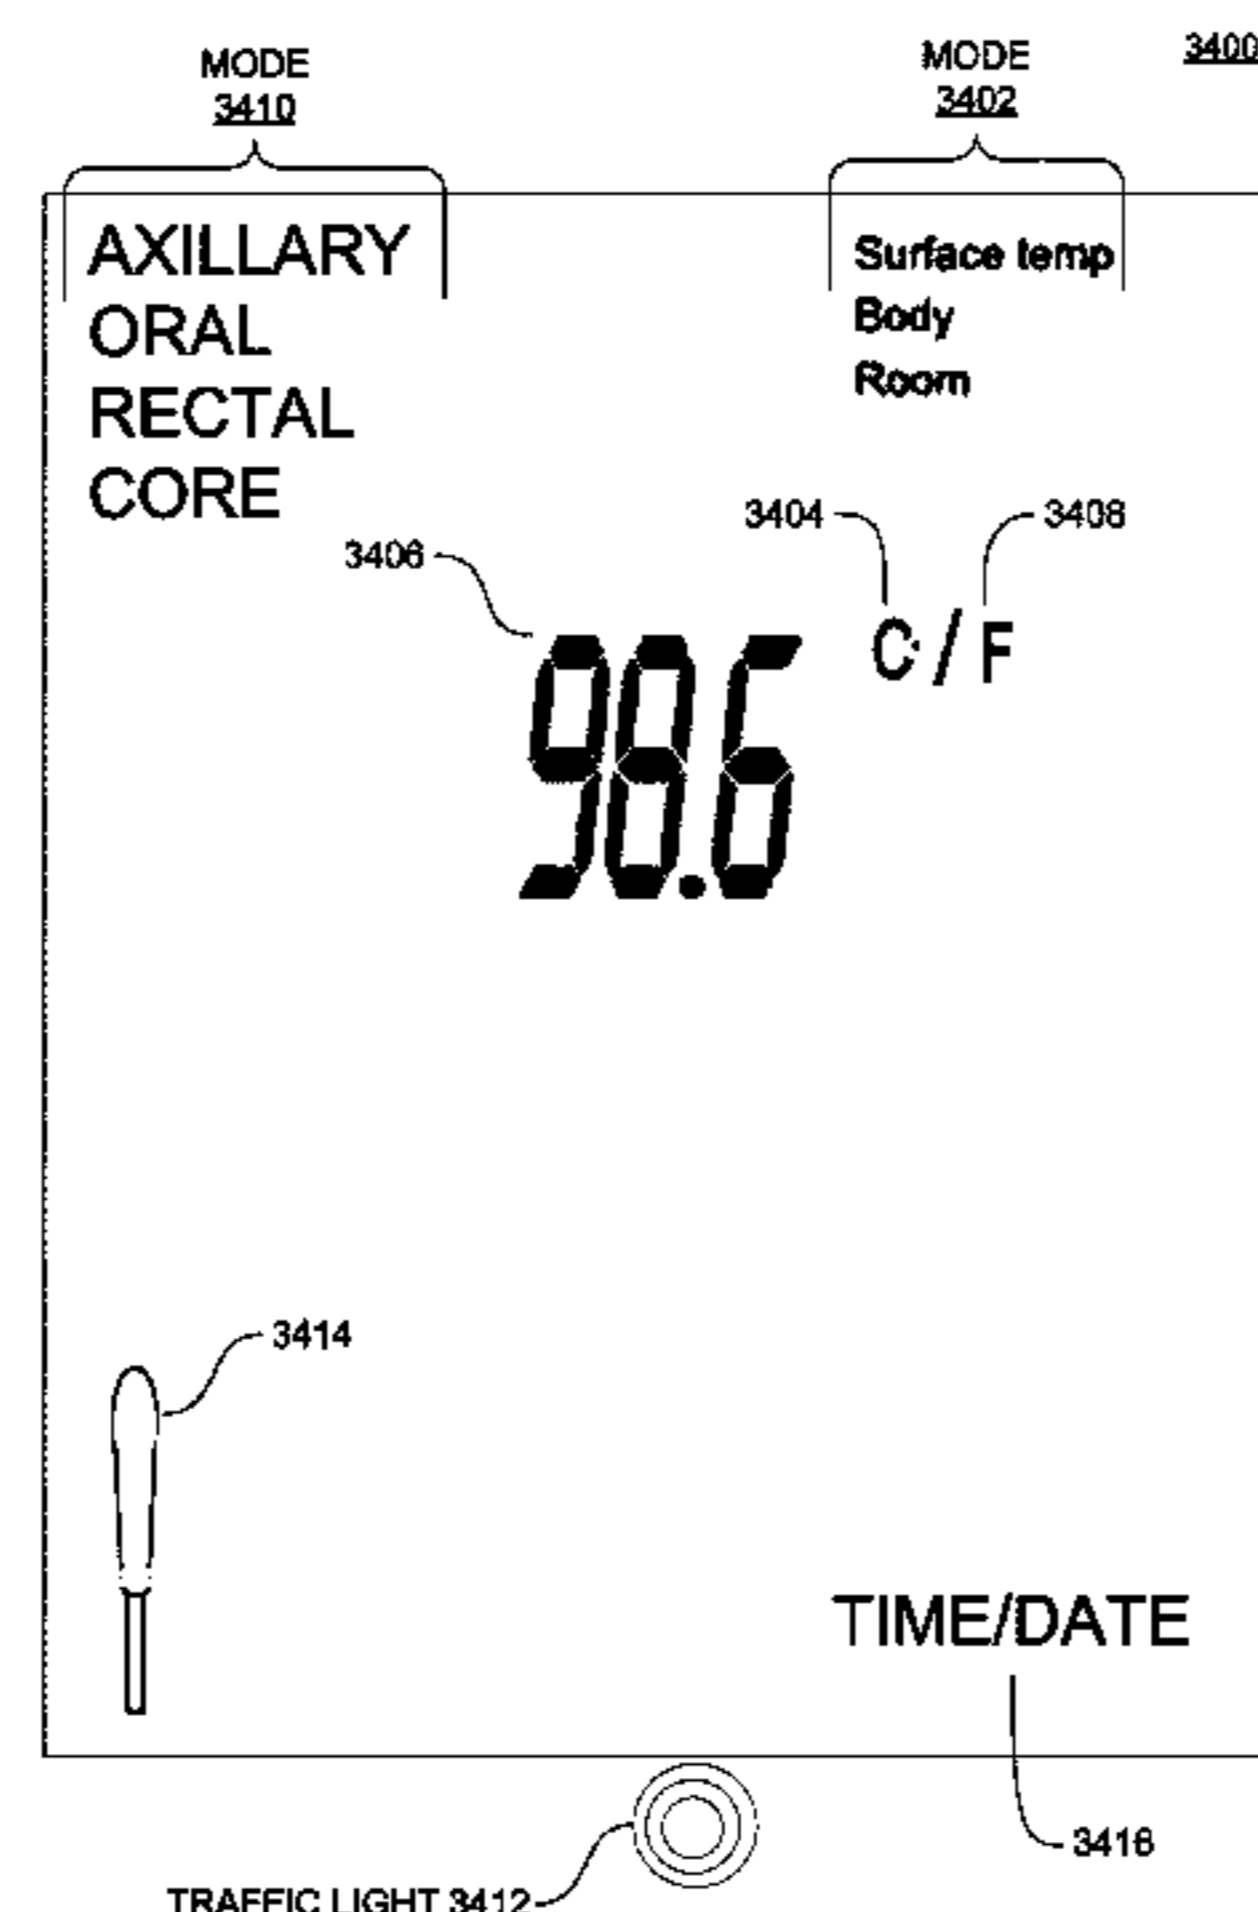 3400
MODE
3410
MODE
3402
AXILLARY
ORAL
RECTAL
CORE
Surface temp
Body
Room
3404
3408
3406
C/F
98.6
3414
TIME/DATE
3416
TRAFFIC LIGHT 3412